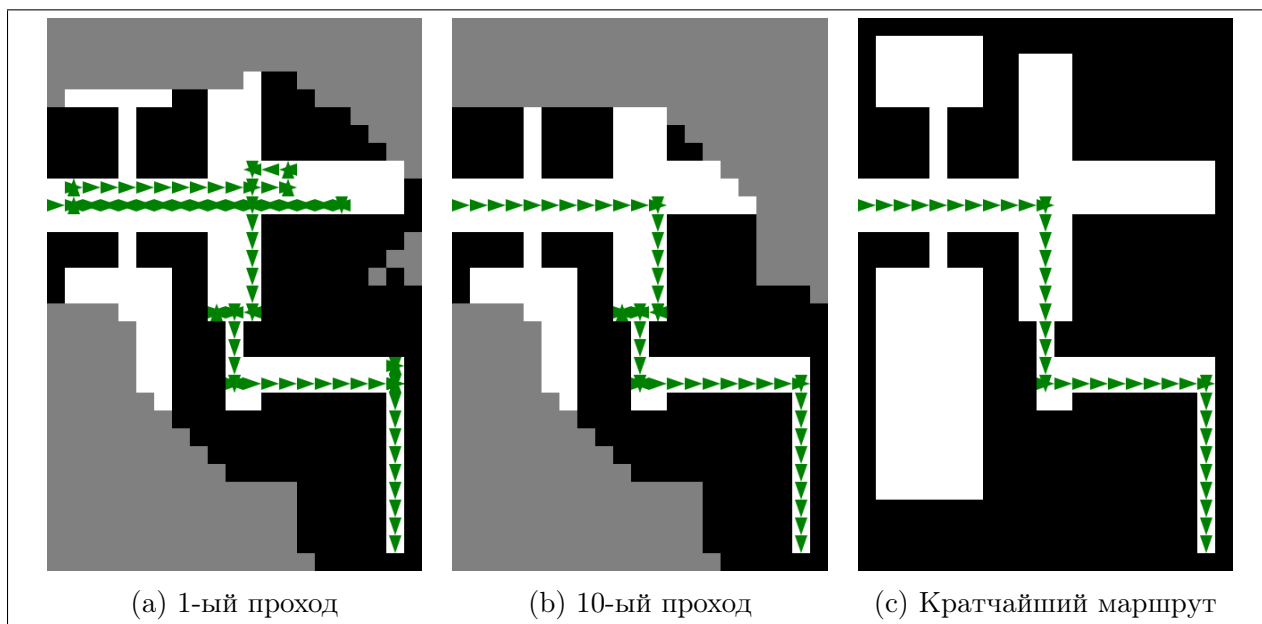 (a) 1-ый проход
(b) 10-ый проход
(c) Кратчайший маршрут